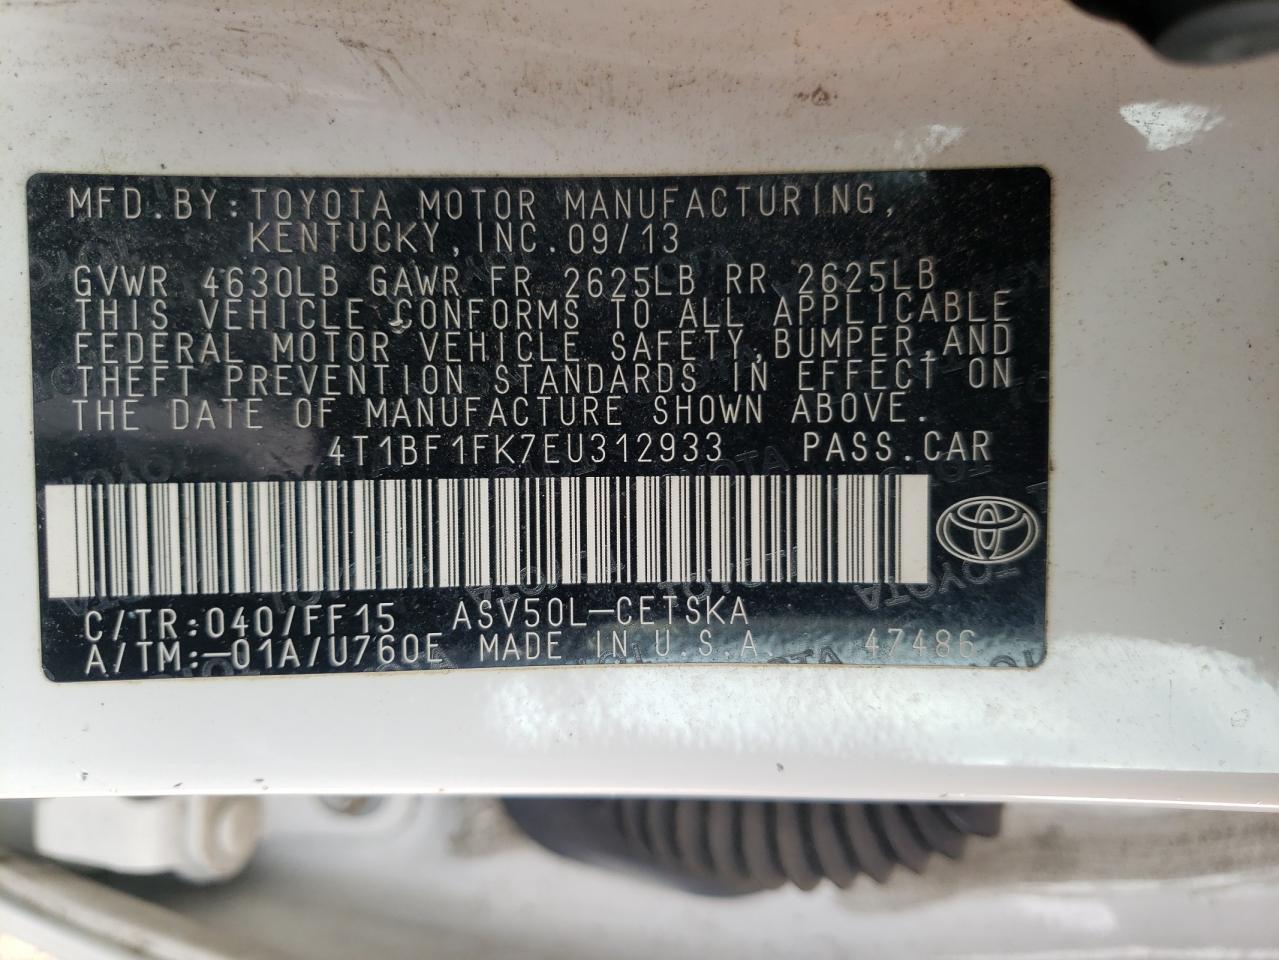 MFD.BY:TOYOTA MOTOR MANUFACTURING,
KENTUCKY,INC.09/13
GVWR 4630LB GAWR FR 2625LB RR 2625LB
THIS VEHICLE CONFORMS TO ALL APPLICABLE
FEDERAL MOTOR VEHICLE SAFETY,BUMPER,AND
THEFT PREVENTION STANDARDS IN EFFECT ON
THE DATE OF MANUFACTURE SHOWN ABOVE.
4T1BF1FK7EU312933 PASS.CAR
C/TR:040/FF15 ASV50L-CETSKA
A/TM:-01A/U760E MADE IN U.S.A. 47486